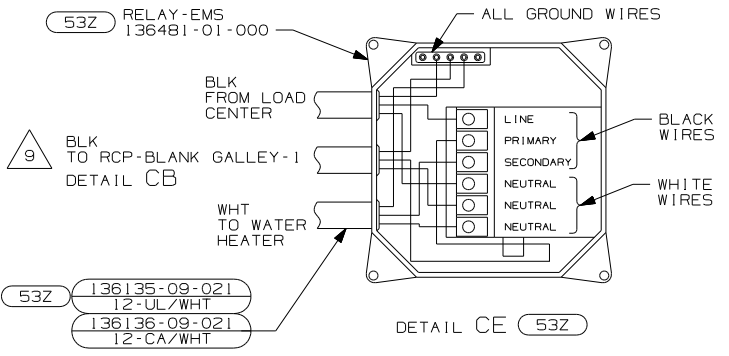 53Z
RELAY-EMS
136481-01-000
ALL GROUND WIRES
BLK
FROM LOAD
CENTER
9
BLK
TO RCP-BLANK GALLEY-1
DETAIL CB
WHT
TO WATER
HEATER
LINE
PRIMARY
SECONDARY
NEUTRAL
NEUTRAL
NEUTRAL
BLACK
WIRES
WHITE
WIRES
53Z
136135-09-021
12-UL/WHT
136136-09-021
12-CA/WHT
DETAIL CE 53Z